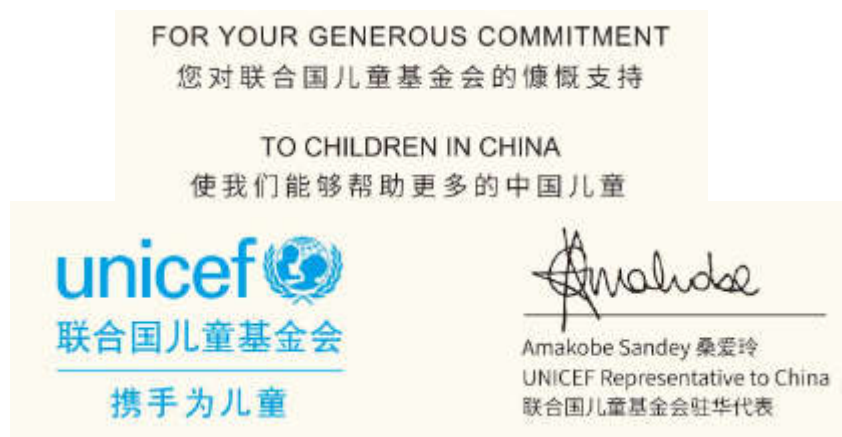 FOR YOUR GENEROUS COMMITMENT
您对联合国儿童基金会的慷慨支持
TO CHILDREN IN CHINA
使我们能够帮助更多的中国儿童
unicef
联合国儿童基金会
携手为儿童
Amakobe
Amakobe Sandey 桑爱玲
UNICEF Representative to China
联合国儿童基金会驻华代表